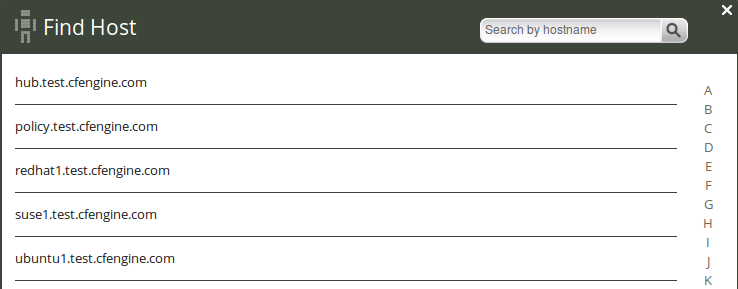 Find Host
Search by hostname
hub.test.cfengine.com
policy.test.cfengine.com
redhat1.test.cfengine.com
suse1.test.cfengine.com
ubuntu1.test.cfengine.com
A
B
C
D
E
F
G
H
I
J
K